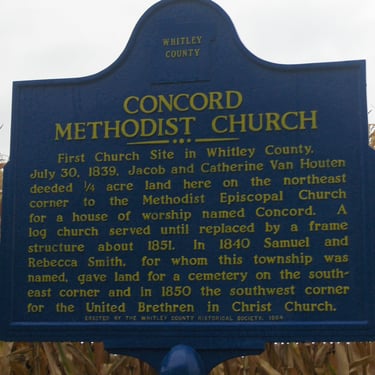 WHITLEY
COUNTY
CONCORD
METHODIST CHURCH
First Church Site in Whitley County.
July 30, 1839, Jacob and Catherine Van Houten
deeded ¼ acre land here on the northeast
corner to the Methodist Episcopal Church
for a house of worship named Concord. A
log church served until replaced by a frame
structure about 1851. In 1840 Samuel and
Rebecca Smith, for whom this township was
named, gave land for a cemetery on the south-
east corner and in 1850 the southwest corner
for the United Brethren in Christ Church.
ERECTED BY THE WHITLEY COUNTY HISTORICAL SOCIETY,